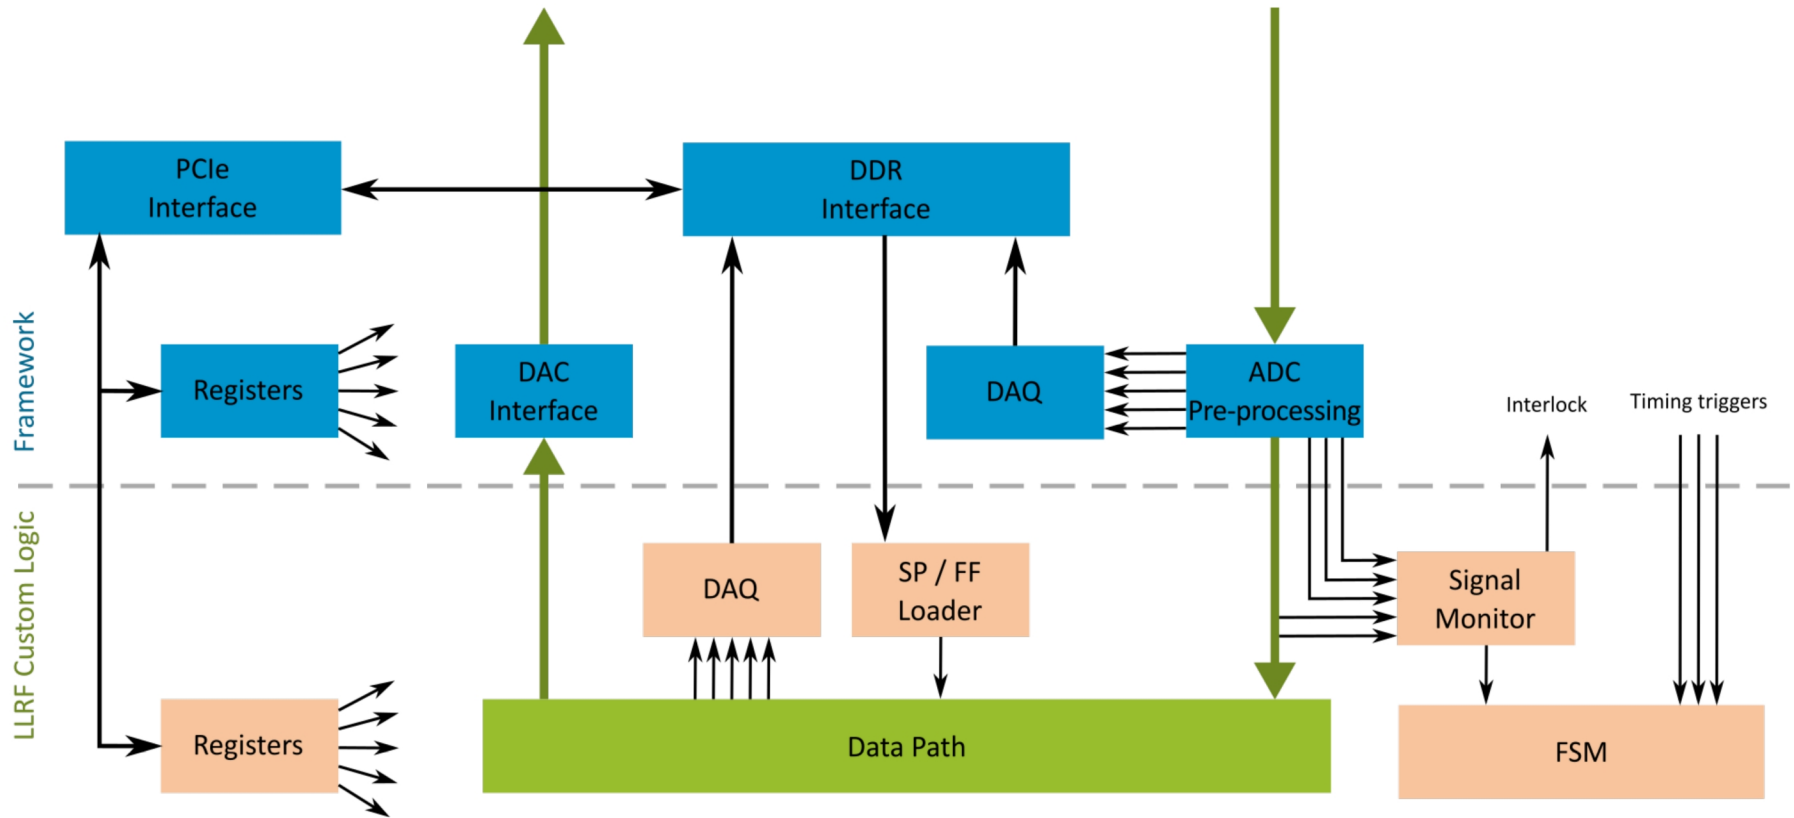 PCIe
Interface
DDR
Interface
Framework
Registers
DAC
Interface
DAQ
ADC
Pre-processing
Interlock
Timing triggers
LLRF Custom Logic
DAQ
SP / FF
Loader
Signal
Monitor
Registers
Data Path
FSM